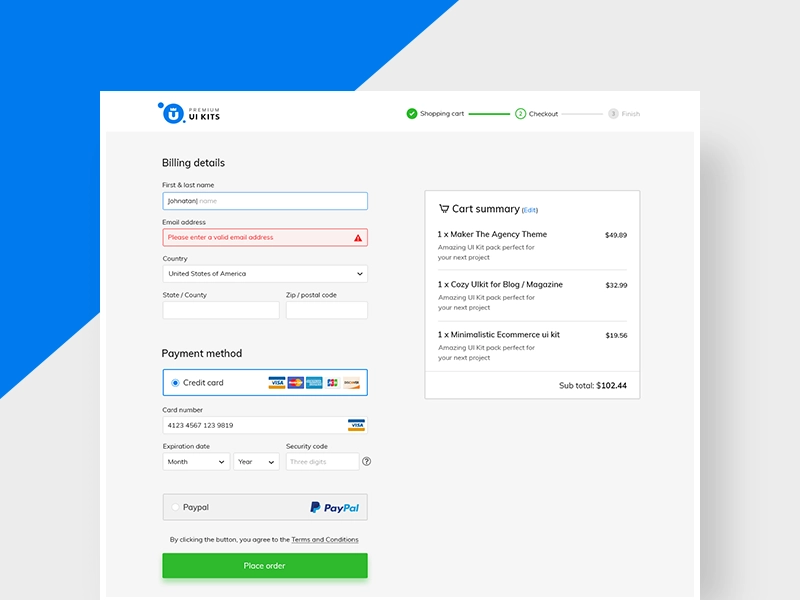 PREMIUM
UI KITS
Shopping cart
2
Checkout
3
Finish
Billing details
First & last name
Johnatan| name
Email address
Please enter a valid email address
Country
United States of America
State / County
Zip / postal code
Payment method
Credit card
VISA
MasterCard
JCB
DISCOVER
Card number
4123 4567 123 9819
VISA
Expiration date
Security code
Month
Year
Three digits
?
Paypal
PayPal
By clicking the button, you agree to the Terms and Conditions
Place order
Cart summary (Edit)
1 x Maker The Agency Theme
$49.89
Amazing UI Kit pack perfect for
your next project
1 x Cozy UIkit for Blog / Magazine
$32.99
Amazing UI Kit pack perfect for
your next project
1 x Minimalistic Ecommerce ui kit
$19.56
Amazing UI Kit pack perfect for
your next project
Sub total: $102.44